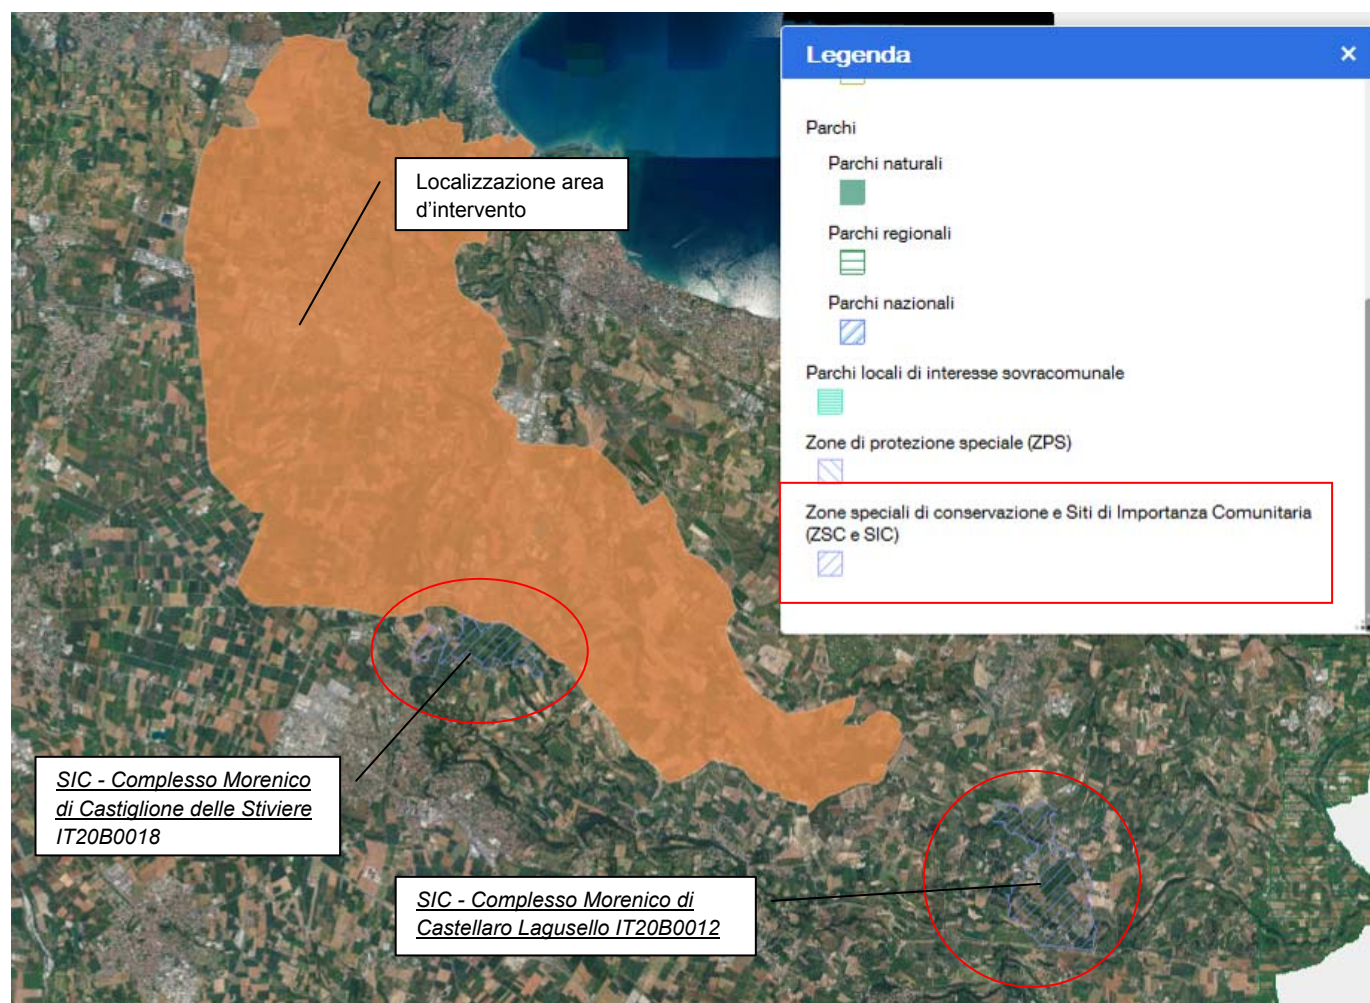 Legenda ×
Parchi
Parchi naturali
Parchi regionali
Parchi nazionali
Parchi locali di interesse sovracomunale
Zone di protezione speciale (ZPS)
Zone speciali di conservazione e Siti di Importanza Comunitaria
(ZSC e SIC)
Localizzazione area
d’intervento
SIC - Complesso Morenico
di Castiglione delle Stiviere
IT20B0018
SIC - Complesso Morenico di
Castellaro Lagusello IT20B0012